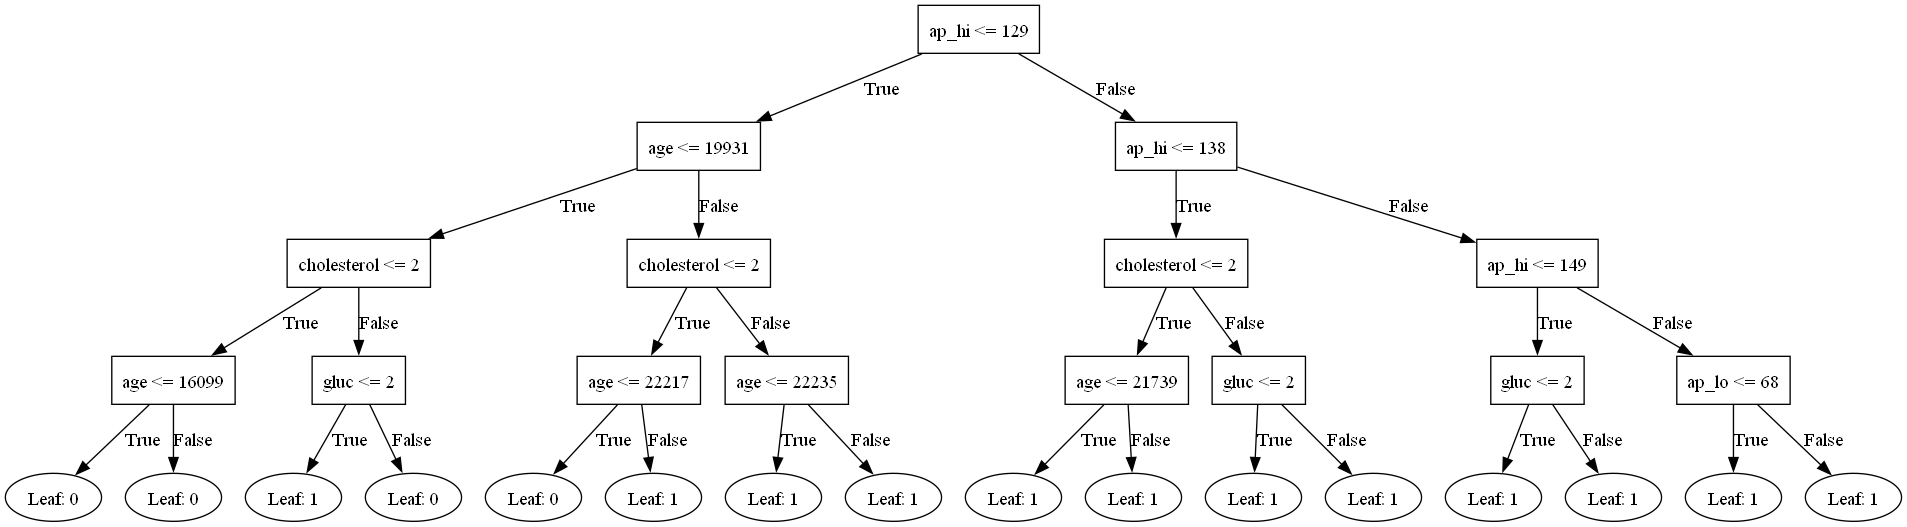 ap_hi <= 129
True
False
age <= 19931
ap_hi <= 138
True
False
True
False
cholesterol <= 2
cholesterol <= 2
cholesterol <= 2
ap_hi <= 149
True
False
True
False
True
False
True
False
age <= 16099
gluc <= 2
age <= 22217
age <= 22235
age <= 21739
gluc <= 2
gluc <= 2
ap_lo <= 68
True
False
True
False
True
False
True
False
True
False
True
False
True
False
True
False
Leaf: 0
Leaf: 0
Leaf: 1
Leaf: 0
Leaf: 0
Leaf: 1
Leaf: 1
Leaf: 1
Leaf: 1
Leaf: 1
Leaf: 1
Leaf: 1
Leaf: 1
Leaf: 1
Leaf: 1
Leaf: 1